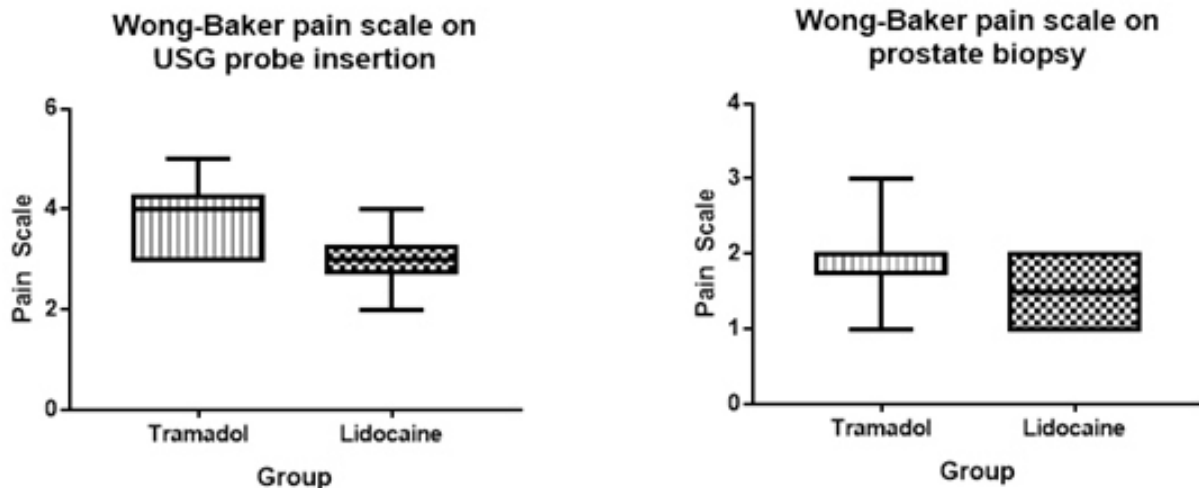 Wong-Baker pain scale on
USG probe insertion
6
4
2
0
Pain Scale
Tramadol
Lidocaine
Group
Wong-Baker pain scale on
prostate biopsy
4
3
2
1
0
Pain Scale
Tramadol
Lidocaine
Group